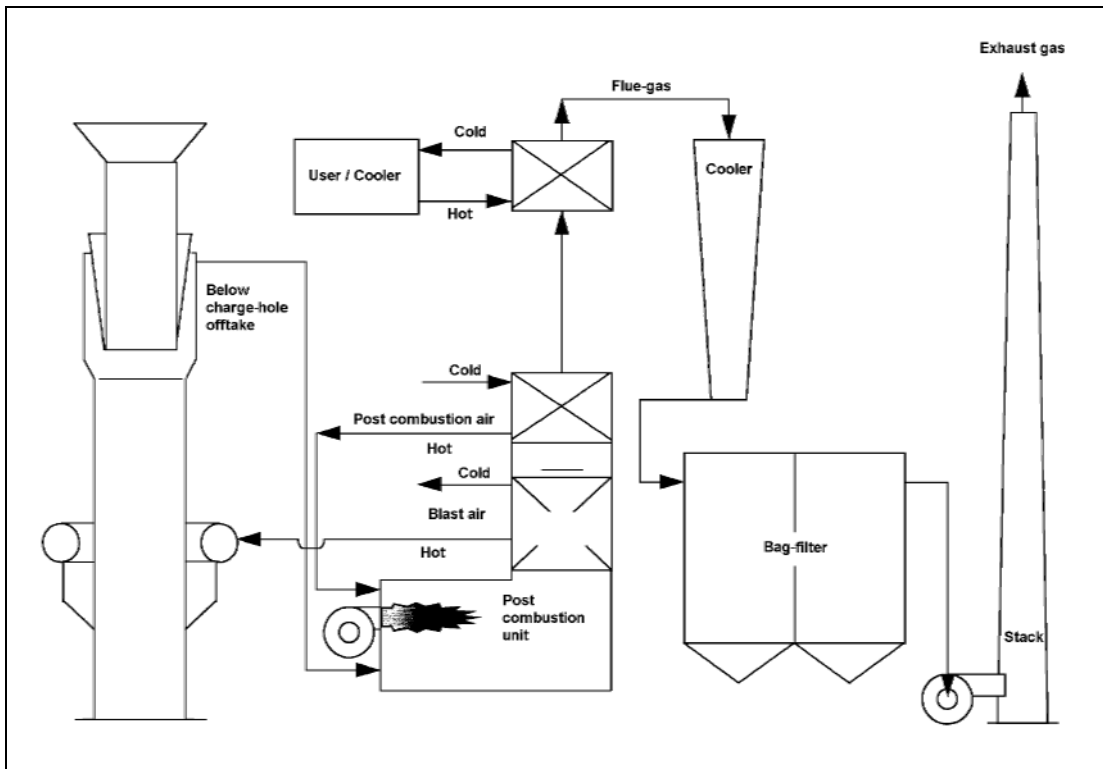 Exhaust gas
Flue-gas
Cold
User / Cooler
Cooler
Hot
Below
charge-hole
offtake
Cold
Post combustion air
Hot
Cold
Blast air
Hot
Bag-filter
Post
combustion
unit
Stack